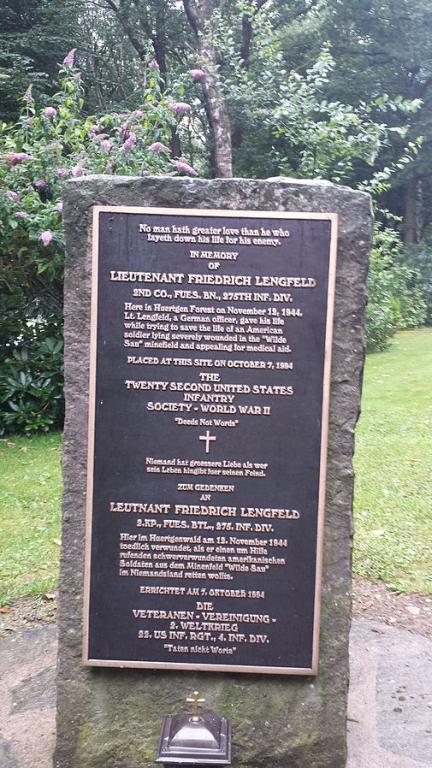 No man hath greater love than he who
layeth down his life for his enemy.
IN MEMORY
OF
LIEUTENANT FRIEDRICH LENGFELD
2ND CO., FUES. BN., 275TH INF. DIV.
Here in Huertgen Forest on November 12, 1944,
Lt. Lengfeld, a German officer, gave his life
while trying to save the life of an American
soldier lying severely wounded in the "Wilde
Sau" minefield and appealing for medical aid.
PLACED AT THIS SITE ON OCTOBER 7, 1994
THE
TWENTY SECOND UNITED STATES
INFANTRY
SOCIETY - WORLD WAR II
"Deeds Not Words"
Niemand hat groessere Liebe als wer
sein Leben hingibt fuer seinen Feind.
ZUM GEDENKEN
AN
LEUTNANT FRIEDRICH LENGFELD
2.KP., FUES. BTL., 275. INF. DIV.
Hier im Huertgenwald am 12. November 1944
toedlich verwundet, als er einen um Hilfe
rufenden schwerverwundeten amerikanischen
Soldaten aus dem Minenfeld "Wilde Sau"
im Niemandsland retten wollte.
ERRICHTET AM 7. OKTOBER 1994
DIE
VETERANEN - VEREINIGUNG -
2. WELTKRIEG
22. US INF. RGT., 4. INF. DIV.
"Taten nicht Worte"